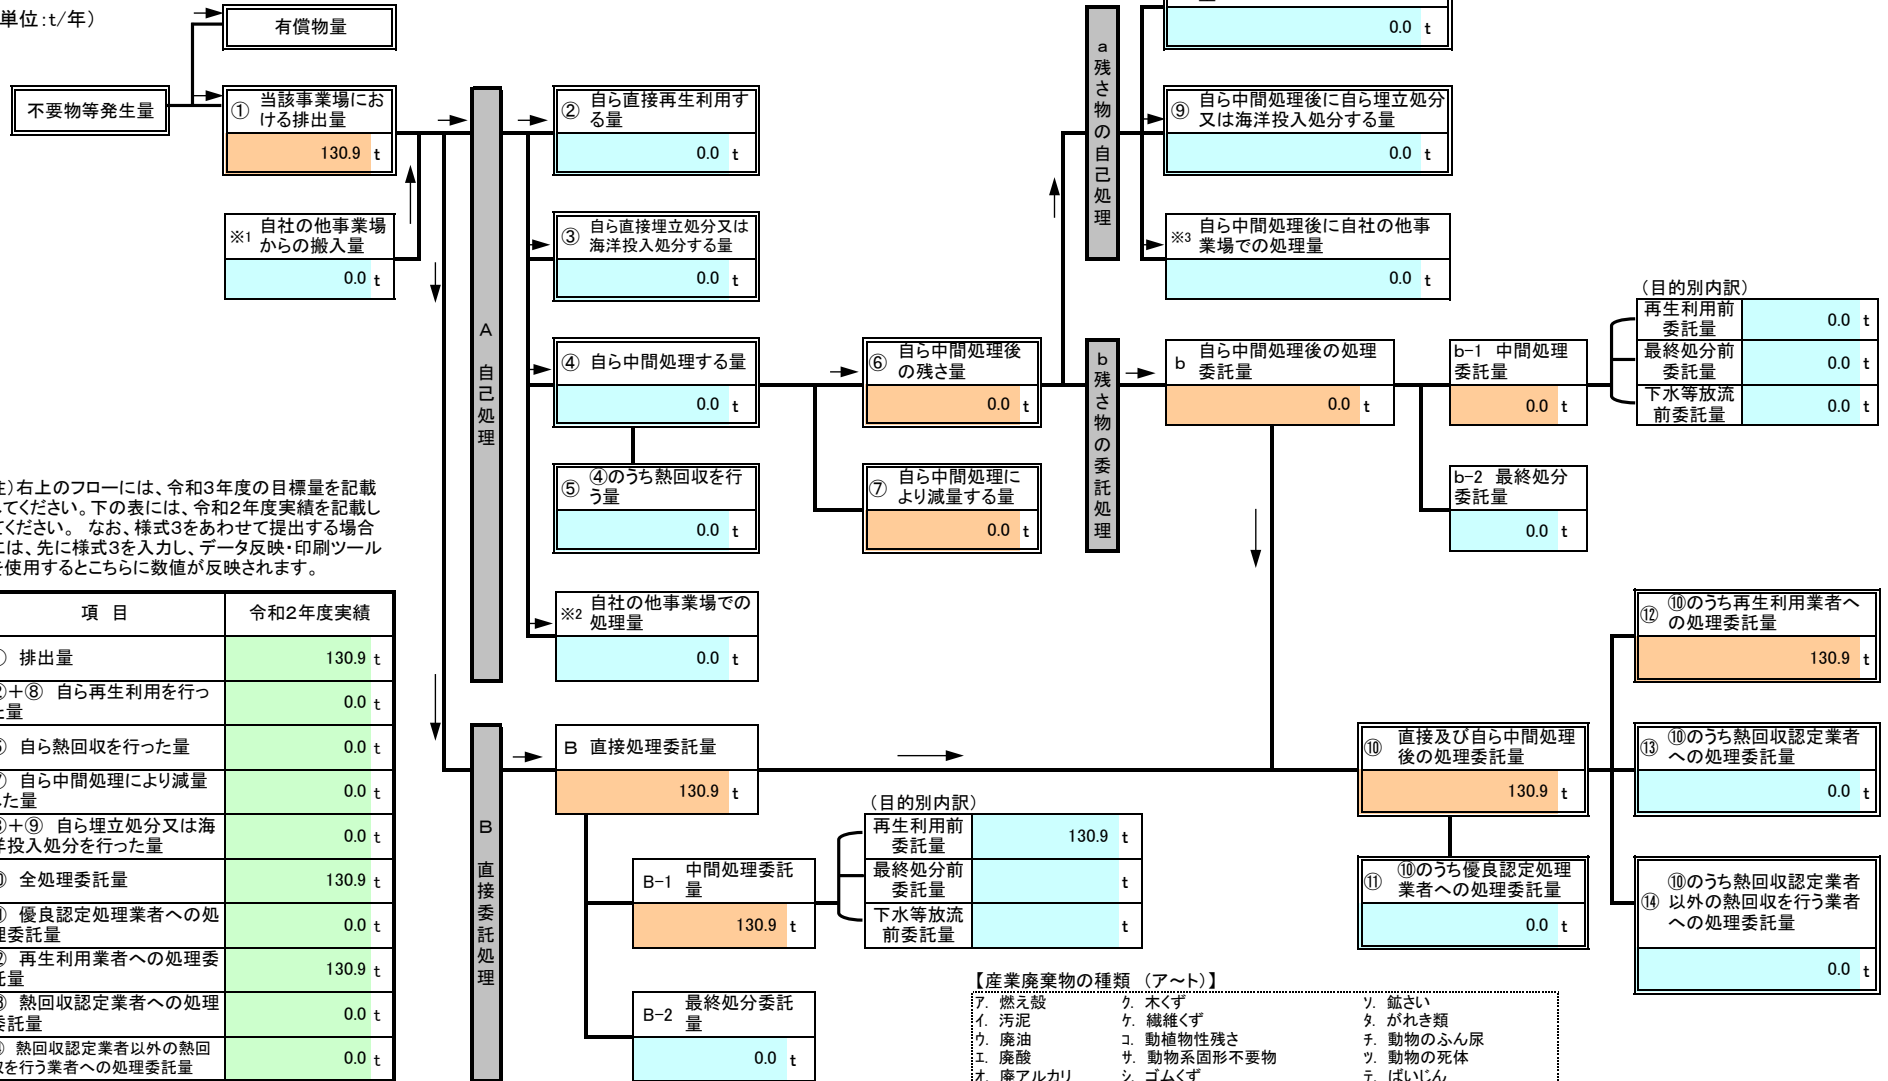 単位:t/年)
有償物量
不要物等発生量
① 当該事業場にお
ける排出量
130.9 t
※1 自社の他事業場
からの搬入量
0.0 t
A 自己処理
② 自ら直接再生利用す
る量
0.0 t
③ 自ら直接埋立処分又は
海洋投入処分する量
0.0 t
④ 自ら中間処理する量
0.0 t
⑤ ④のうち熱回収を行
う量
0.0 t
※2 自社の他事業場での
処理量
0.0 t
⑥ 自ら中間処理後
の残さ量
0.0 t
⑦ 自ら中間処理に
より減量する量
0.0 t
a 残さ物の自己処理
0.0 t
⑨ 自ら中間処理後に自ら埋立処分
又は海洋投入処分する量
0.0 t
※3 自ら中間処理後に自社の他事
業場での処理量
0.0 t
b 残さ物の委託処理
b 自ら中間処理後の処理
委託量
0.0 t
b-1 中間処理
委託量
0.0 t
b-2 最終処分
委託量
0.0 t
(目的別内訳)
再生利用前
委託量
0.0 t
最終処分前
委託量
0.0 t
下水等放流
前委託量
0.0 t
)右上のフローには、令和3年度の目標量を記載
してください。下の表には、令和2年度実績を記載し
てください。 なお、様式3をあわせて提出する場合
には、先に様式3を入力し、データ反映・印刷ツール
を使用するとこちらに数値が反映されます。
項 目 令和2年度実績
排出量 130.9 t
+⑧ 自ら再生利用を行っ
た量 0.0 t
自ら熱回収を行った量 0.0 t
自ら中間処理により減量
した量 0.0 t
+⑨ 自ら埋立処分又は海
洋投入処分を行った量 0.0 t
全処理委託量 130.9 t
優良認定処理業者への処
理委託量 0.0 t
再生利用業者への処理委
託量 130.9 t
熱回収認定業者への処理
委託量 0.0 t
熱回収認定業者以外の熱回
収を行う業者への処理委託量 0.0 t
B 直接委託処理
B 直接処理委託量
130.9 t
B-1 中間処理委託
量
130.9 t
B-2 最終処分委託
量
0.0 t
(目的別内訳)
再生利用前
委託量
130.9 t
最終処分前
委託量
t
下水等放流
前委託量
t
⑩ 直接及び自ら中間処理
後の処理委託量
130.9 t
⑪ ⑩のうち優良認定処理
業者への処理委託量
0.0 t
⑫ ⑩のうち再生利用業者へ
の処理委託量
130.9 t
⑬ ⑩のうち熱回収認定業者
への処理委託量
0.0 t
⑭ ⑩のうち熱回収認定業者
以外の熱回収を行う業者
への処理委託量
0.0 t
【産業廃棄物の種類 (ア~ト)】
ア. 燃え殻 ク. 木くず ソ. 鉱さい
イ. 汚泥 ケ. 繊維くず タ. がれき類
ウ. 廃油 コ. 動植物性残さ チ. 動物のふん尿
エ. 廃酸 サ. 動物系固形不要物 ツ. 動物の死体
オ. 廃アルカリ シ. ゴムくず テ. ばいじん